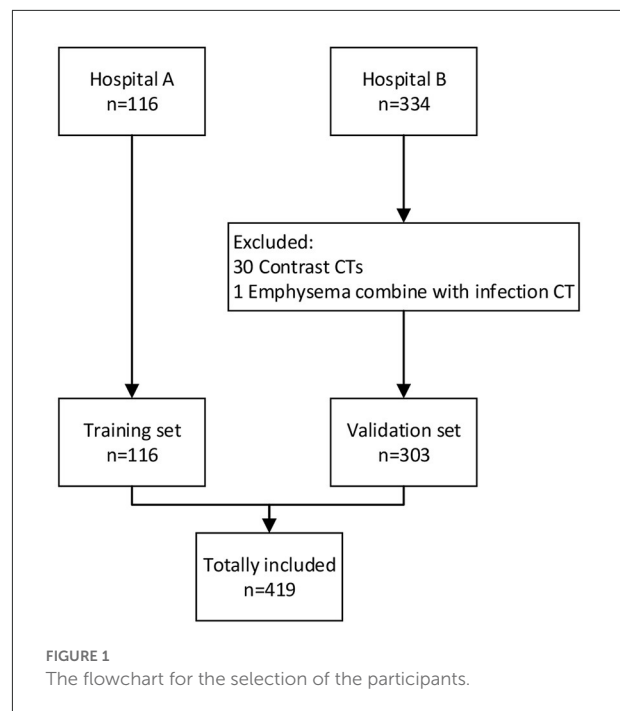 Hospital A
n=116
Hospital B
n=334
Excluded:
30 Contrast CTs
1 Emphysema combine with infection CT
Training set
n=116
Validation set
n=303
Totally included
n=419
FIGURE 1
The flowchart for the selection of the participants.